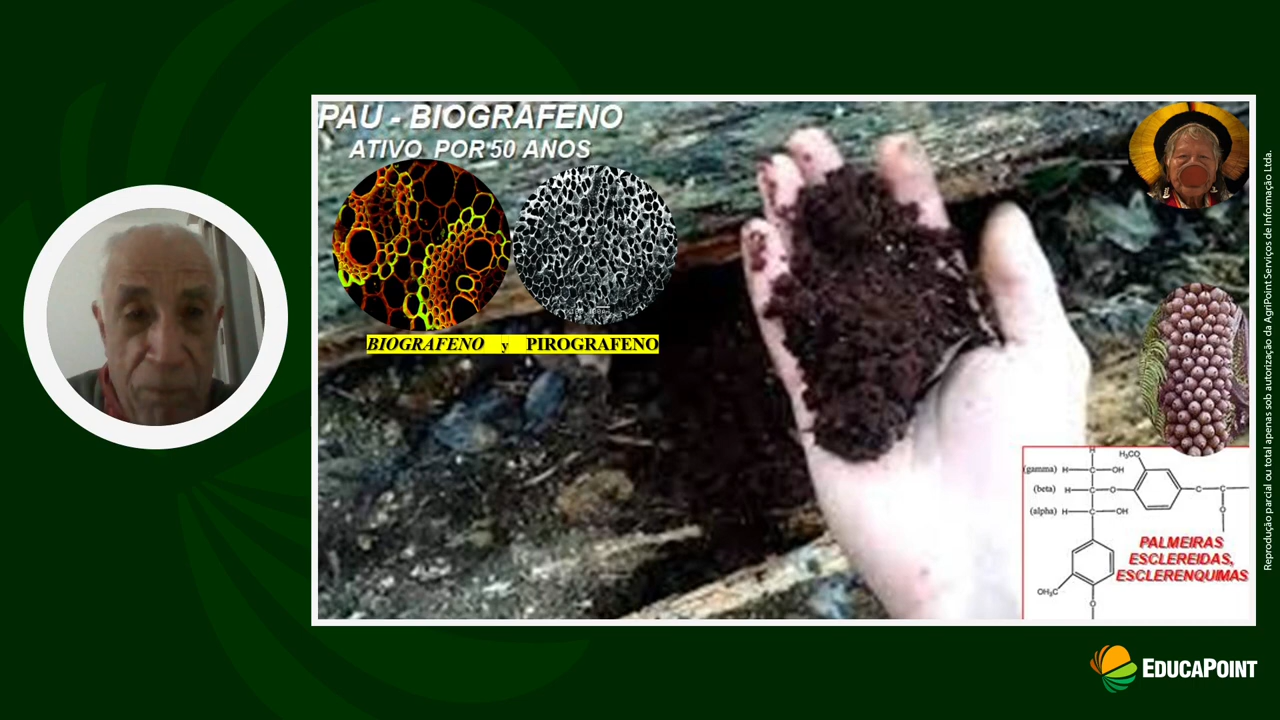 PAU - BIOGRAFENO
ATIVO POR 50 ANOS
BIOGRAFENO y PIROGRAFENO
H
H₃CO
(gamma) H OH
(beta) H O C C
(alpha) H C OH O
PALMEIRAS
ESCLEREIDAS,
ESCLERENQUIMAS
OH₃C
O
Reprodução parcial ou total apenas sob autorização da AgriPoint Serviços de Informação Ltda.
EDUCAPOINT